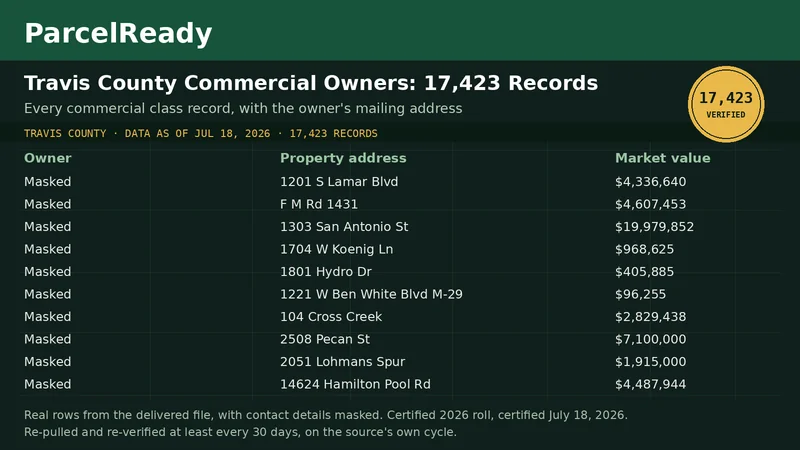 ParcelReady
Travis County Commercial Owners: 17,423 Records
Every commercial class record, with the owner's mailing address
17,423
VERIFIED
TRAVIS COUNTY · DATA AS OF JUL 18, 2026 · 17,423 RECORDS
Owner Property address Market value
Masked 1201 S Lamar Blvd $4,336,640
Masked F M Rd 1431 $4,607,453
Masked 1303 San Antonio St $19,979,852
Masked 1704 W Koenig Ln $968,625
Masked 1801 Hydro Dr $405,885
Masked 1221 W Ben White Blvd M-29 $96,255
Masked 104 Cross Creek $2,829,438
Masked 2508 Pecan St $7,100,000
Masked 2051 Lohmans Spur $1,915,000
Masked 14624 Hamilton Pool Rd $4,487,944
Real rows from the delivered file, with contact details masked. Certified 2026 roll, certified July 18, 2026.
Re-pulled and re-verified at least every 30 days, on the source's own cycle.